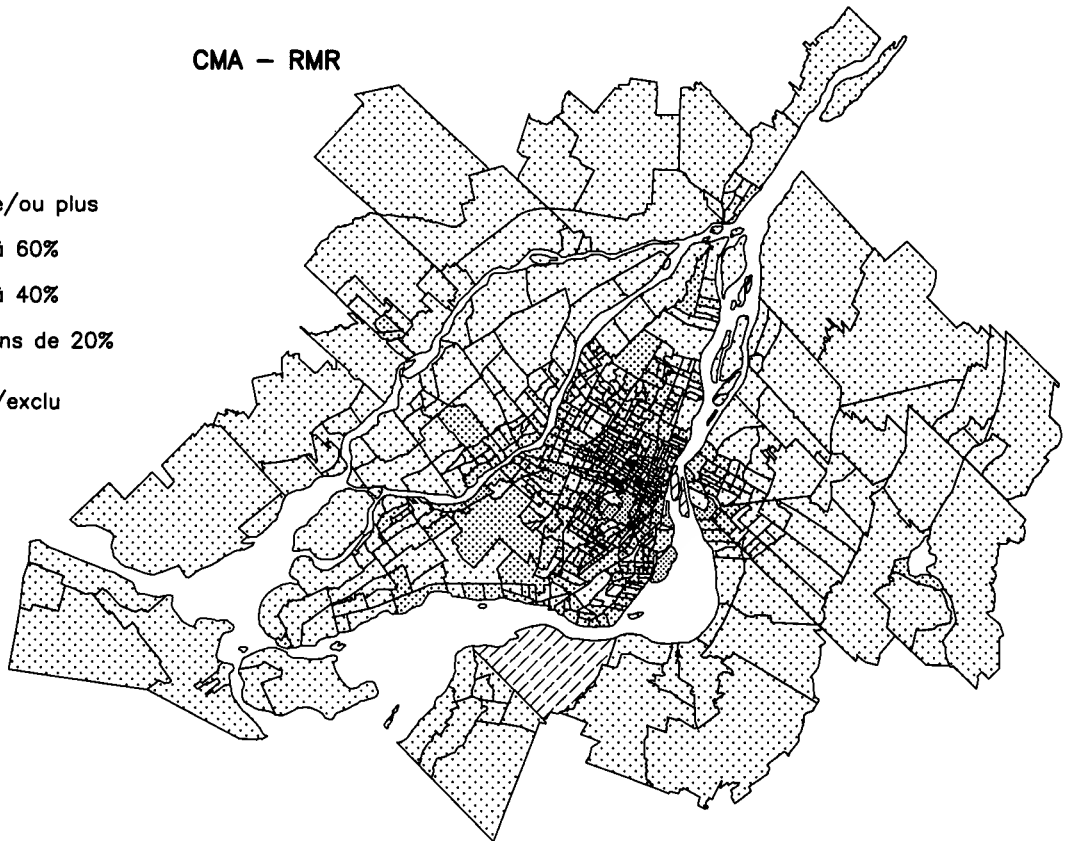 CMA – RMR
e/ou plus
à 60%
à 40%
ns de 20%
/exclu